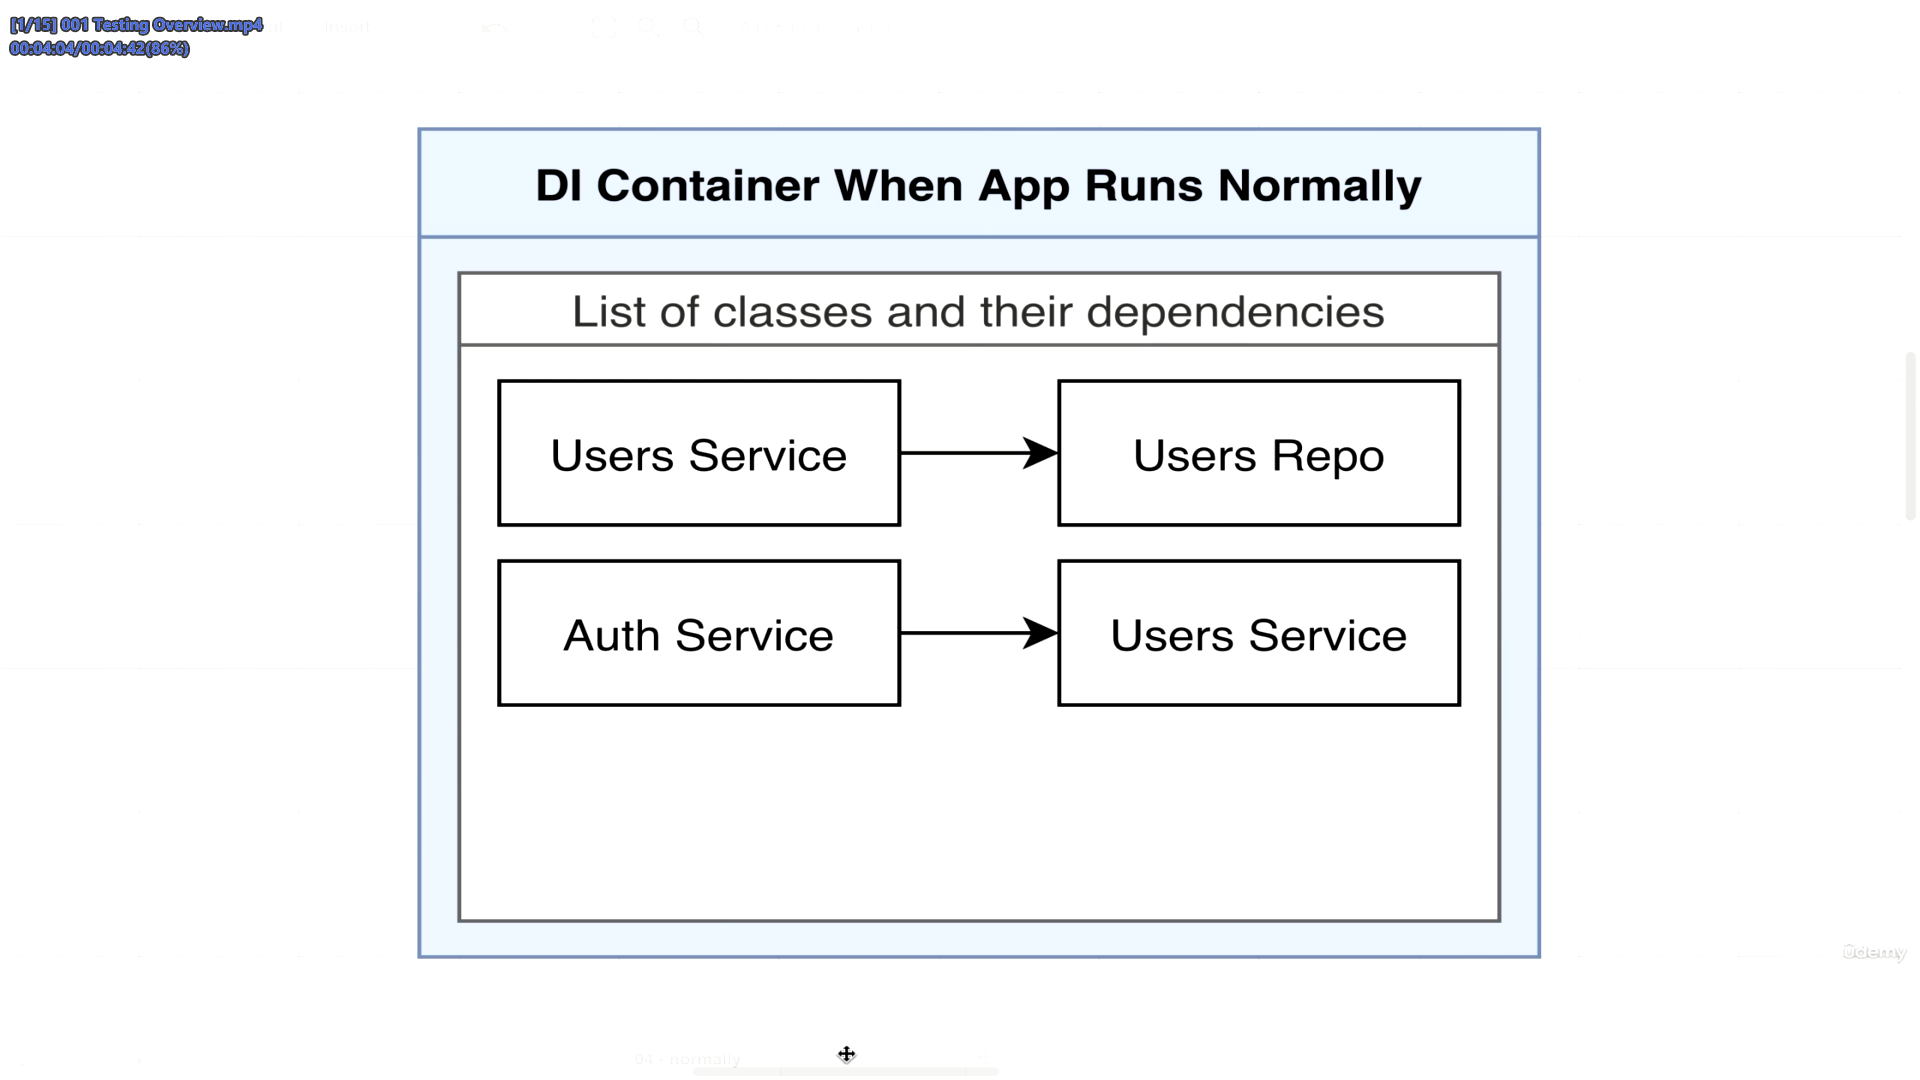 [1/15] 001 Testing Overview.mp4
00:04:04/00:04:42(86%)
DI Container When App Runs Normally
List of classes and their dependencies
Users Service
Users Repo
Auth Service
Users Service
ûdemy
04 - normally